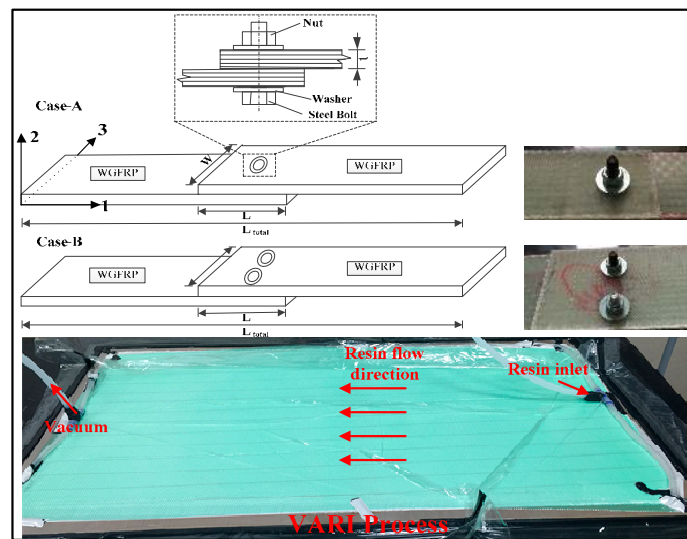 Nut
t
Washer
Steel Bolt
Case-A
2
3
W
WGFRP
WGFRP
1
L
L total
Case-B
WGFRP
WGFRP
L
L total
Resin flow
direction
Resin inlet
Vacuum
VARI Process